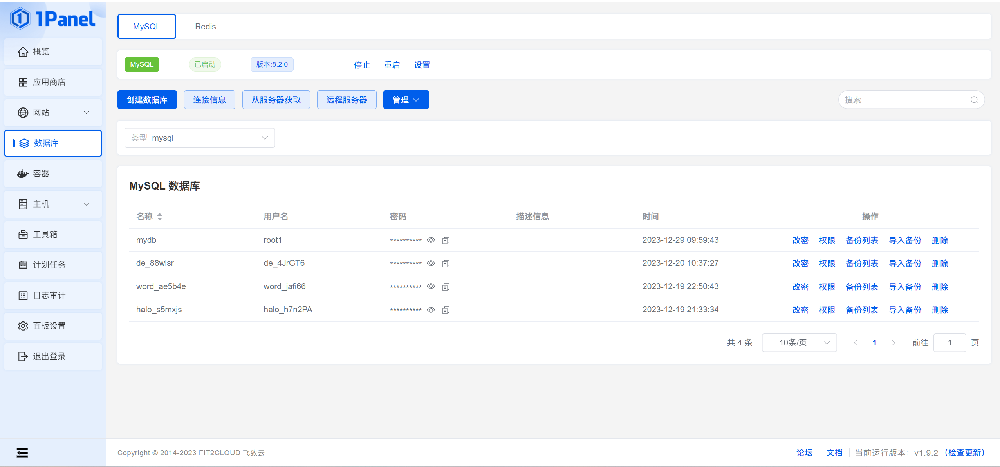 1Panel
概览
应用商店
网站
数据库
容器
主机
工具箱
计划任务
日志审计
面板设置
退出登录
MySQL Redis
MySQL 已启动 版本:8.2.0 停止 重启 设置
创建数据库 连接信息 从服务器获取 远程服务器 管理 搜索
类型 mysql
MySQL 数据库
名称 用户名 密码 描述信息 时间 操作
mydb root1 ********** 2023-12-29 09:59:43 改密 权限 备份列表 导入备份 删除
de_88wisr de_4JrGT6 ********** 2023-12-20 10:37:27 改密 权限 备份列表 导入备份 删除
word_ae5b4e word_jafi66 ********** 2023-12-19 22:50:43 改密 权限 备份列表 导入备份 删除
halo_s5mxjs halo_h7n2PA ********** 2023-12-19 21:33:34 改密 权限 备份列表 导入备份 删除
共 4 条 10条/页 1 前往 1 页
Copyright © 2014-2023 FIT2CLOUD 飞致云 论坛 文档 当前运行版本：v1.9.2 （检查更新）